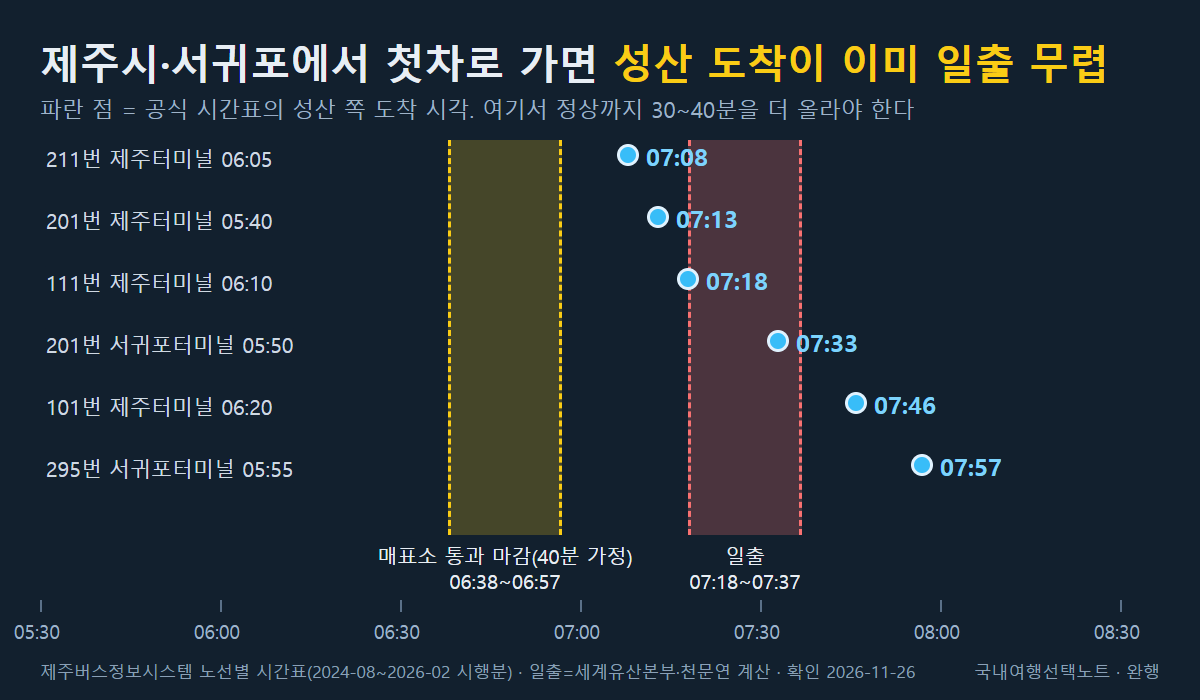 제주시·서귀포에서 첫차로 가면 성산 도착이 이미 일출 무렵
파란 점 = 공식 시간표의 성산 쪽 도착 시각. 여기서 정상까지 30~40분을 더 올라야 한다
211번 제주터미널 06:05 07:08
201번 제주터미널 05:40 07:13
111번 제주터미널 06:10 07:18
201번 서귀포터미널 05:50 07:33
101번 제주터미널 06:20 07:46
295번 서귀포터미널 05:55 07:57
매표소 통과 마감(40분 가정) 일출
06:38~06:57 07:18~07:37
05:30 06:00 06:30 07:00 07:30 08:00 08:30
제주버스정보시스템 노선별 시간표(2024-08~2026-02 시행분) · 일출=세계유산본부·천문연 계산 · 확인 2026-11-26 국내여행선택노트 · 완행